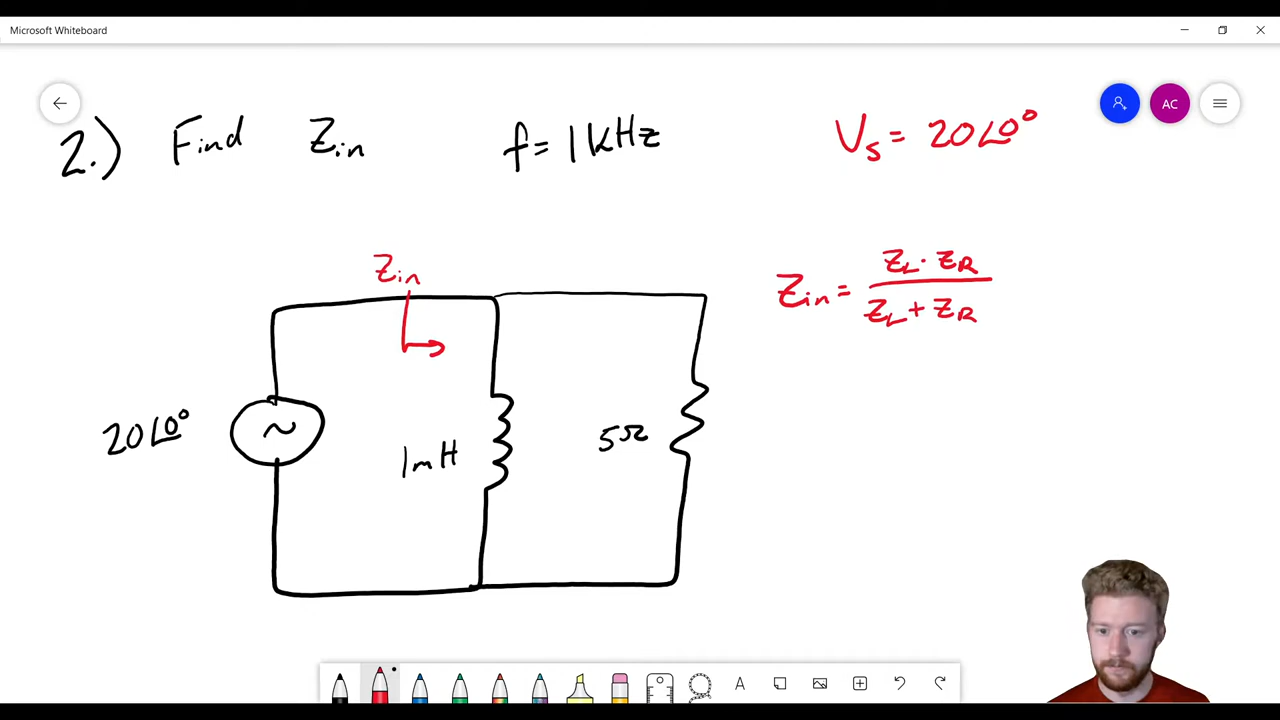 Microsoft Whiteboard
AC
2.) Find Zin f = 1kHz Vs = 20∠0°
Zin
Zin = ZL · ZR / ZL + ZR
20∠0°
1mH
5Ω
A